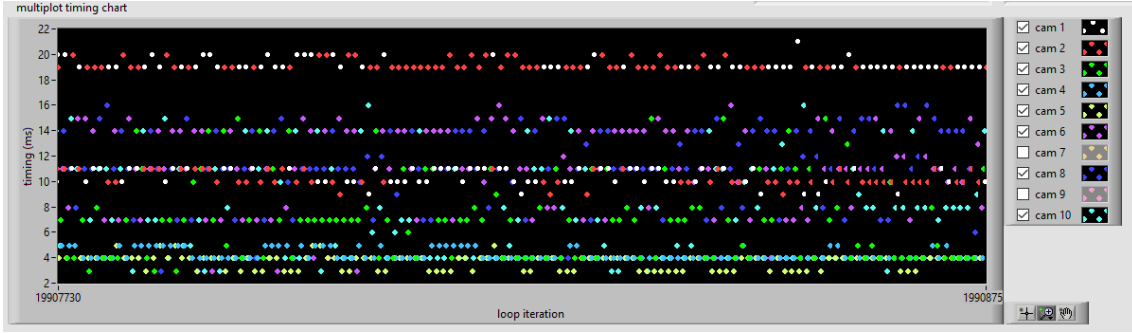 multiplot timing chart
22
20
18
16
14
12
10
8
6
4
2
timing (ms)
19907730
1990875
loop iteration
cam 1
cam 2
cam 3
cam 4
cam 5
cam 6
cam 7
cam 8
cam 9
cam 10